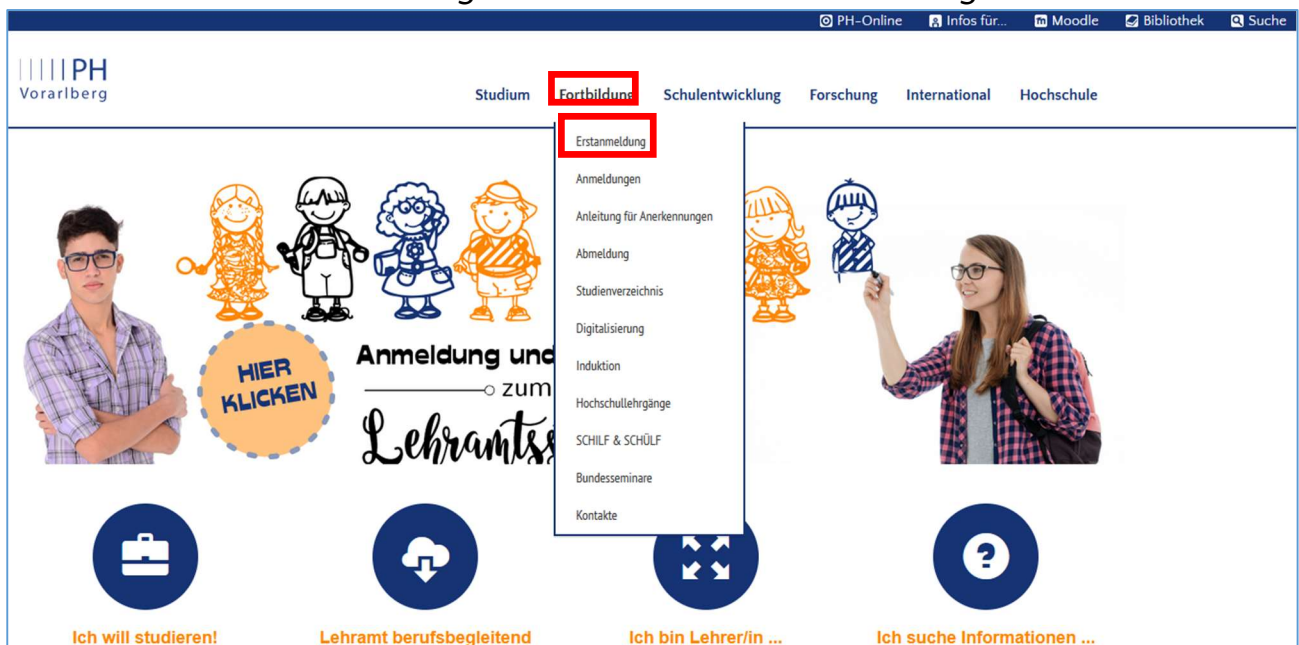 PH-Online Infos für... Moodle Bibliothek Suche
PH
Vorarlberg
Studium Fortbildung Schulentwicklung Forschung International Hochschule
Erstanmeldung
Anmeldungen
Anleitung für Anerkennungen
Abmeldung
Studienverzeichnis
Digitalisierung
Induktion
Hochschullehrgänge
SCHILF & SCHÜLF
Bundesseminare
Kontakte
HIER
KLICKEN
Anmeldung und
zum
Ich will studieren! Lehramt berufsbegleitend Ich bin Lehrer/in ... Ich suche Informationen ...